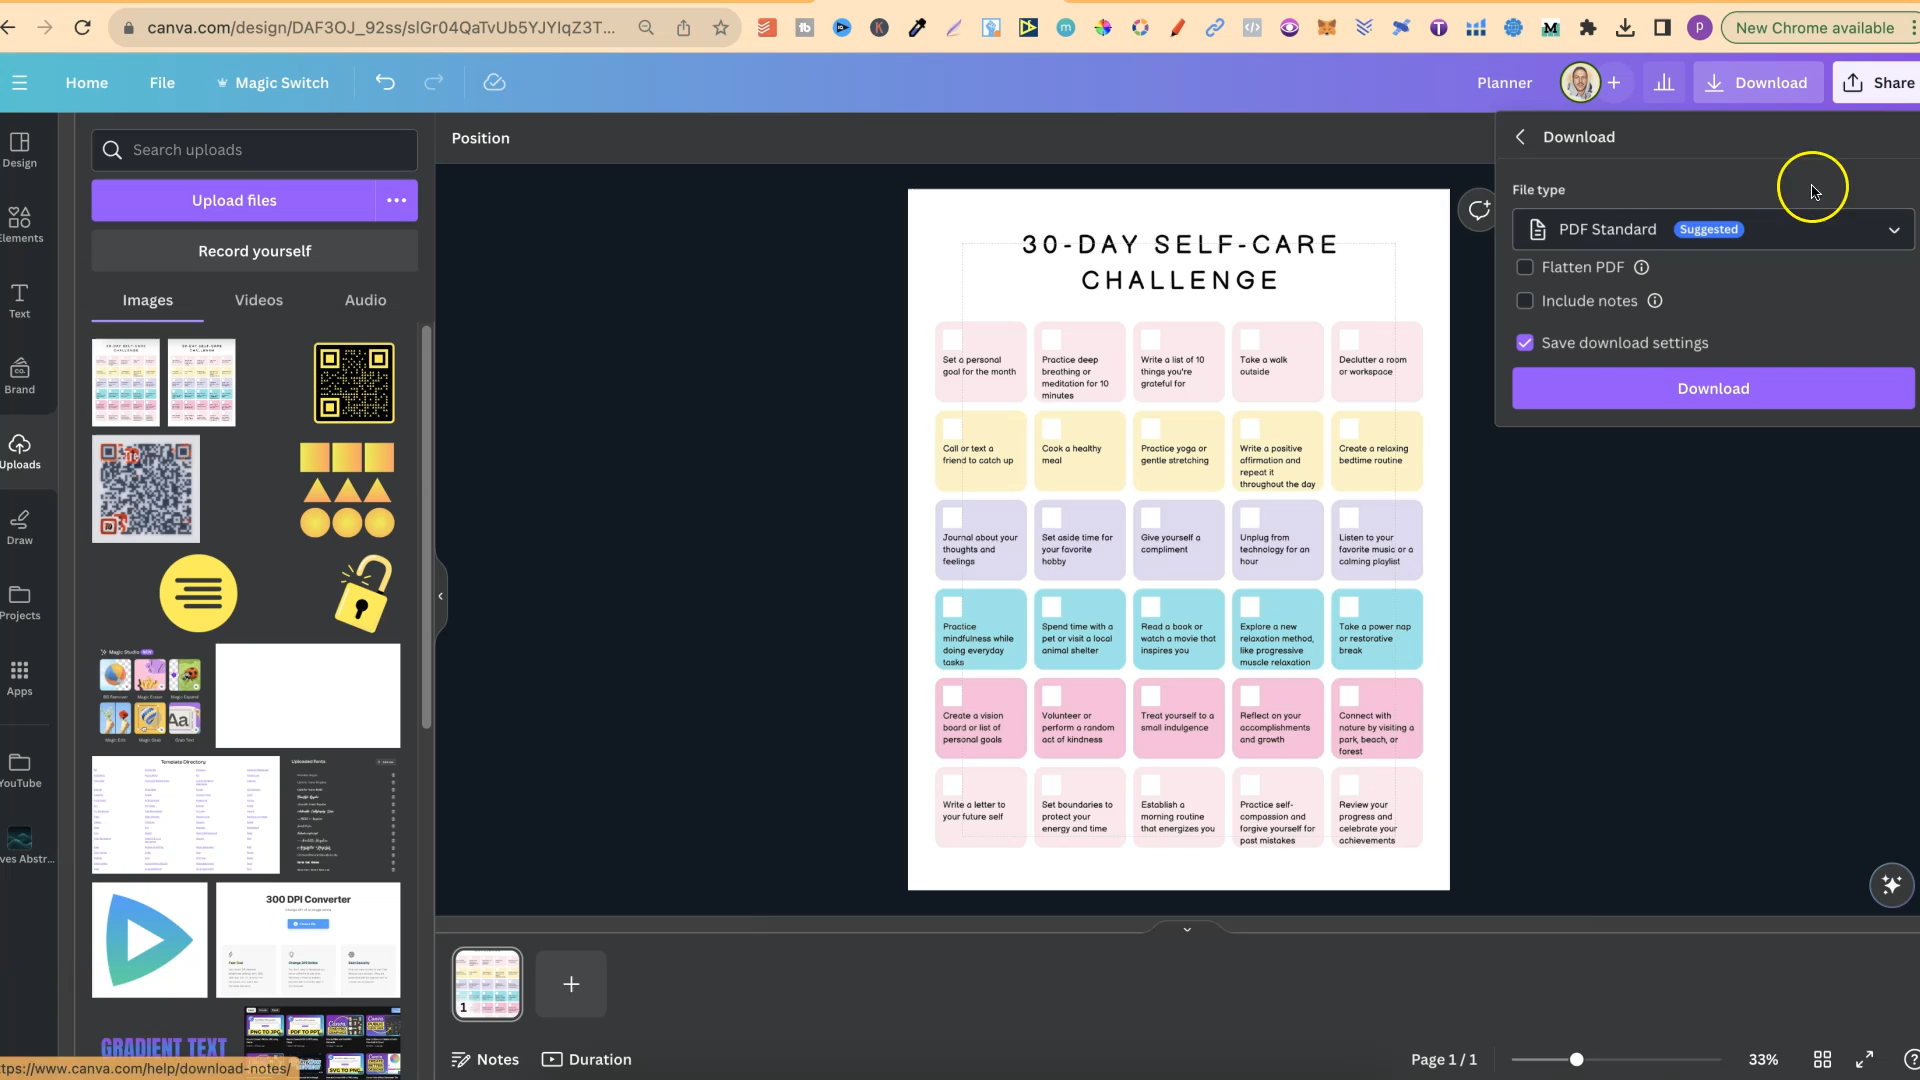 canva.com/design/DAF3OJ_92ss/slGr04QaTvUb5YJYIqZ3T...
New Chrome available
Home
File
Magic Switch
Planner
Download
Share
Design
Elements
Text
Brand
Uploads
Draw
Projects
Apps
YouTube
ves Abstr...
Search uploads
Upload files
Record yourself
Images
Videos
Audio
Magic Studio
Template Directory
Uploaded Fonts
300 DPI Converter
GRADIENT TEXT
tps://www.canva.com/help/download-notes/
Position
30-DAY SELF-CARE
CHALLENGE
Set a personal
goal for the month
Practice deep
breathing or
meditation for 10
minutes
Write a list of 10
things you're
grateful for
Take a walk
outside
Declutter a room
or workspace
Call or text a
friend to catch up
Cook a healthy
meal
Practice yoga or
gentle stretching
Write a positive
affirmation and
repeat it
throughout the day
Create a relaxing
bedtime routine
Journal about your
thoughts and
feelings
Set aside time for
your favorite
hobby
Give yourself a
compliment
Unplug from
technology for an
hour
Listen to your
favorite music or a
calming playlist
Practice
mindfulness while
doing everyday
tasks
Spend time with a
pet or visit a local
animal shelter
Read a book or
watch a movie that
inspires you
Explore a new
relaxation method,
like progressive
muscle relaxation
Take a power nap
or restorative
break
Create a vision
board or list of
personal goals
Volunteer or
perform a random
act of kindness
Treat yourself to a
small indulgence
Reflect on your
accomplishments
and growth
Connect with
nature by visiting a
park, beach, or
forest
Write a letter to
your future self
Set boundaries to
protect your
energy and time
Establish a
morning routine
that energizes you
Practice self-
compassion and
forgive yourself for
past mistakes
Review your
progress and
celebrate your
achievements
Download
File type
PDF Standard
Suggested
Flatten PDF
Include notes
Save download settings
Download
1
Notes
Duration
Page 1 / 1
33%